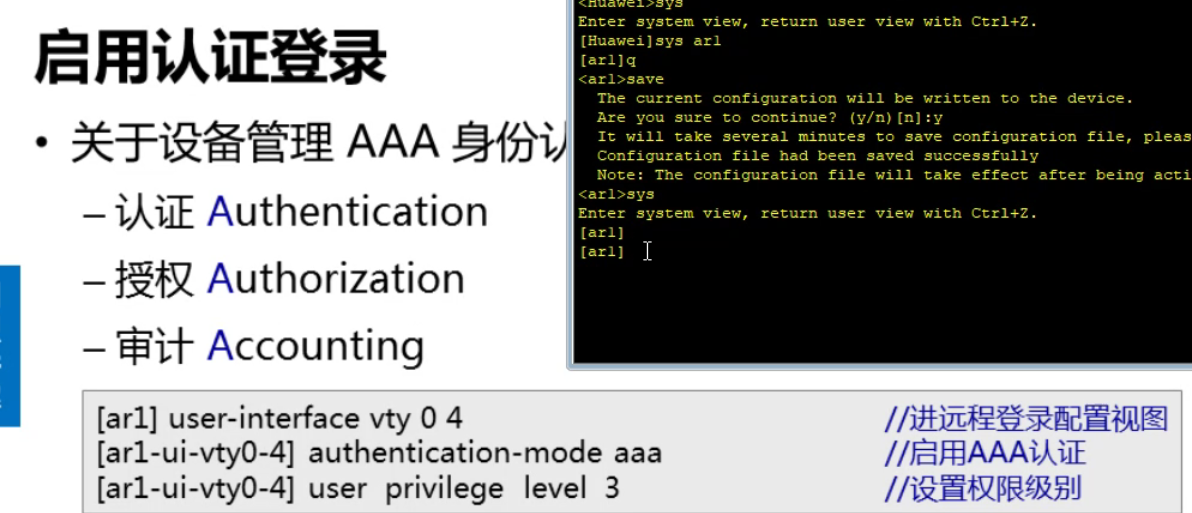 启用认证登录
• 关于设备管理 AAA 身份认
– 认证 Authentication
– 授权 Authorization
– 审计 Accounting
<Huawei>sys
Enter system view, return user view with Ctrl+Z.
[Huawei]sys ar1
[ar1]q
<ar1>save
The current configuration will be written to the device.
Are you sure to continue? (y/n)[n]:y
It will take several minutes to save configuration file, pleas
Configuration file had been saved successfully
Note: The configuration file will take effect after being acti
<ar1>sys
Enter system view, return user view with Ctrl+Z.
[ar1]
[ar1]
[ar1] user-interface vty 0 4 //进远程登录配置视图
[ar1-ui-vty0-4] authentication-mode aaa //启用AAA认证
[ar1-ui-vty0-4] user privilege level 3 //设置权限级别